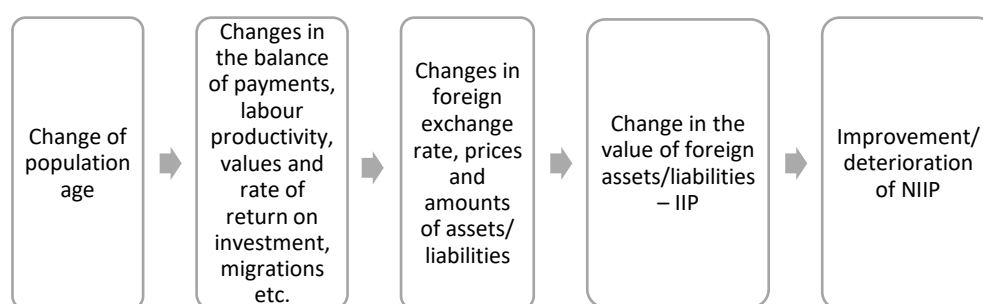 Change of
population
age
Changes in
the balance
of payments,
labour
productivity,
values and
rate of
return on
investment,
migrations
etc.
Changes in
foreign
exchange
rate, prices
and
amounts
of assets/
liabilities
Change in the
value of foreign
assets/liabilities
– IIP
Improvement/
deterioration
of NIIP